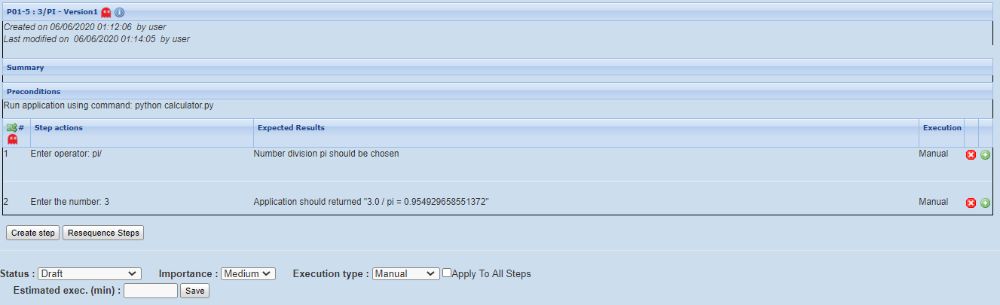 P01-5 : 3/PI - Version1
Created on 06/06/2020 01:12:06 by user
Last modified on 06/06/2020 01:14:05 by user
Summary
Preconditions
Run application using command: python calculator.py
# Step actions Expected Results Execution
1 Enter operator: pi/ Number division pi should be chosen Manual
2 Enter the number: 3 Application should returned "3.0 / pi = 0.954929658551372" Manual
Create step Resequence Steps
Status : Draft Importance : Medium Execution type : Manual Apply To All Steps
Estimated exec. (min) : Save